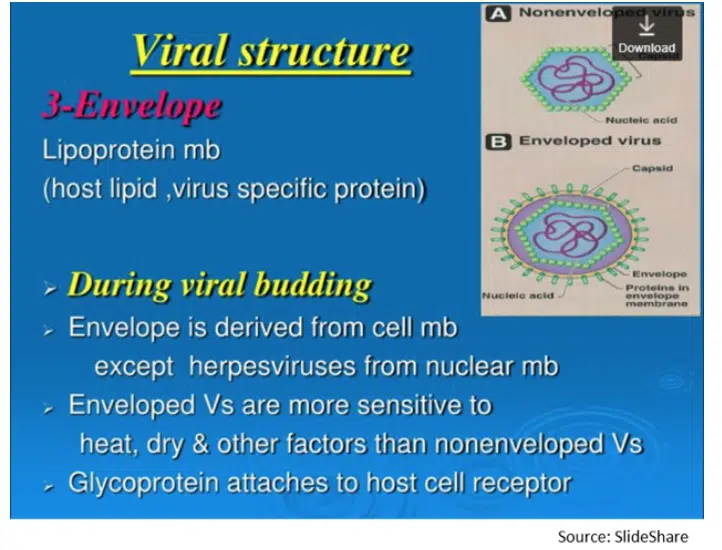 Viral structure
3-Envelope
Lipoprotein mb
(host lipid ,virus specific protein)
During viral budding
Envelope is derived from cell mb
except herpesviruses from nuclear mb
Enveloped Vs are more sensitive to
heat, dry & other factors than nonenveloped Vs
Glycoprotein attaches to host cell receptor
A Nonenveloped virus
Download
Capsid
Nucleic acid
B Enveloped virus
Capsid
Envelope
Nucleic acid
Proteins in
envelope
membrane
Source: SlideShare